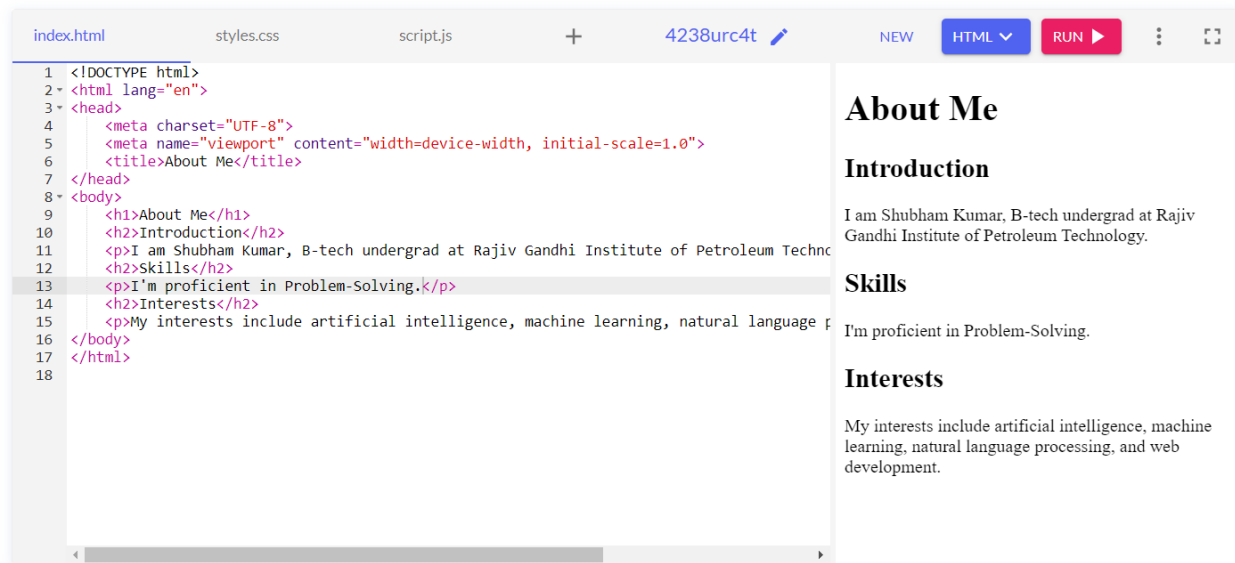 index.html styles.css script.js + 4238urc4t NEW HTML RUN
1 <!DOCTYPE html>
2 <html lang="en">
3 <head>
4 <meta charset="UTF-8">
5 <meta name="viewport" content="width=device-width, initial-scale=1.0">
6 <title>About Me</title>
7 </head>
8 <body>
9 <h1>About Me</h1>
10 <h2>Introduction</h2>
11 <p>I am Shubham Kumar, B-tech undergrad at Rajiv Gandhi Institute of Petroleum Techno
12 <h2>Skills</h2>
13 <p>I'm proficient in Problem-Solving.</p>
14 <h2>Interests</h2>
15 <p>My interests include artificial intelligence, machine learning, natural language p
16 </body>
17 </html>
18
About Me
Introduction
I am Shubham Kumar, B-tech undergrad at Rajiv
Gandhi Institute of Petroleum Technology.
Skills
I'm proficient in Problem-Solving.
Interests
My interests include artificial intelligence, machine
learning, natural language processing, and web
development.